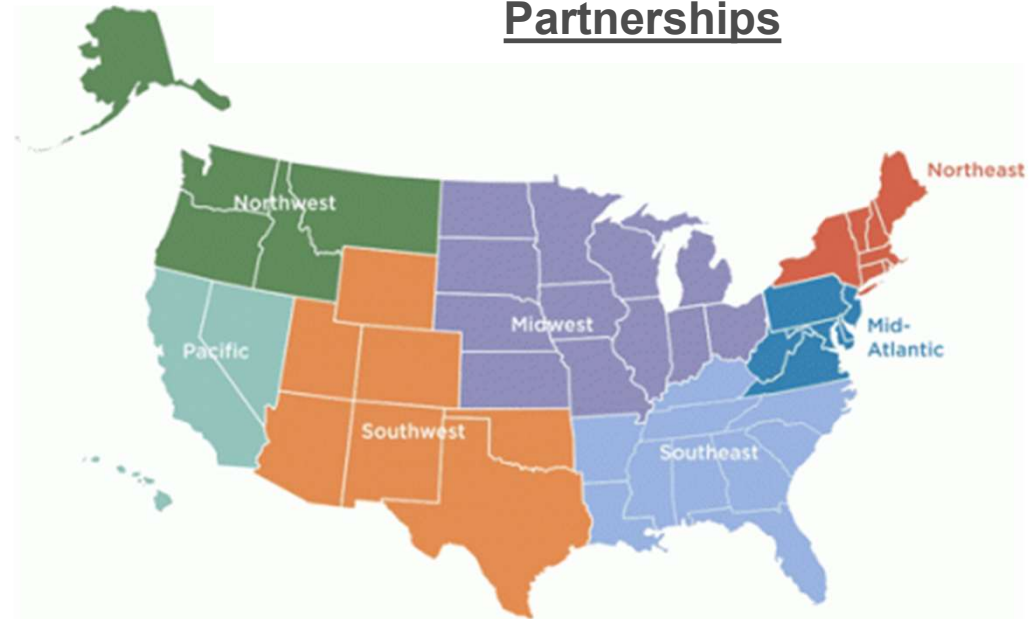 Partnerships
Northeast
Northwest
Midwest
Mid-
Atlantic
Pacific
Southwest
Southeast